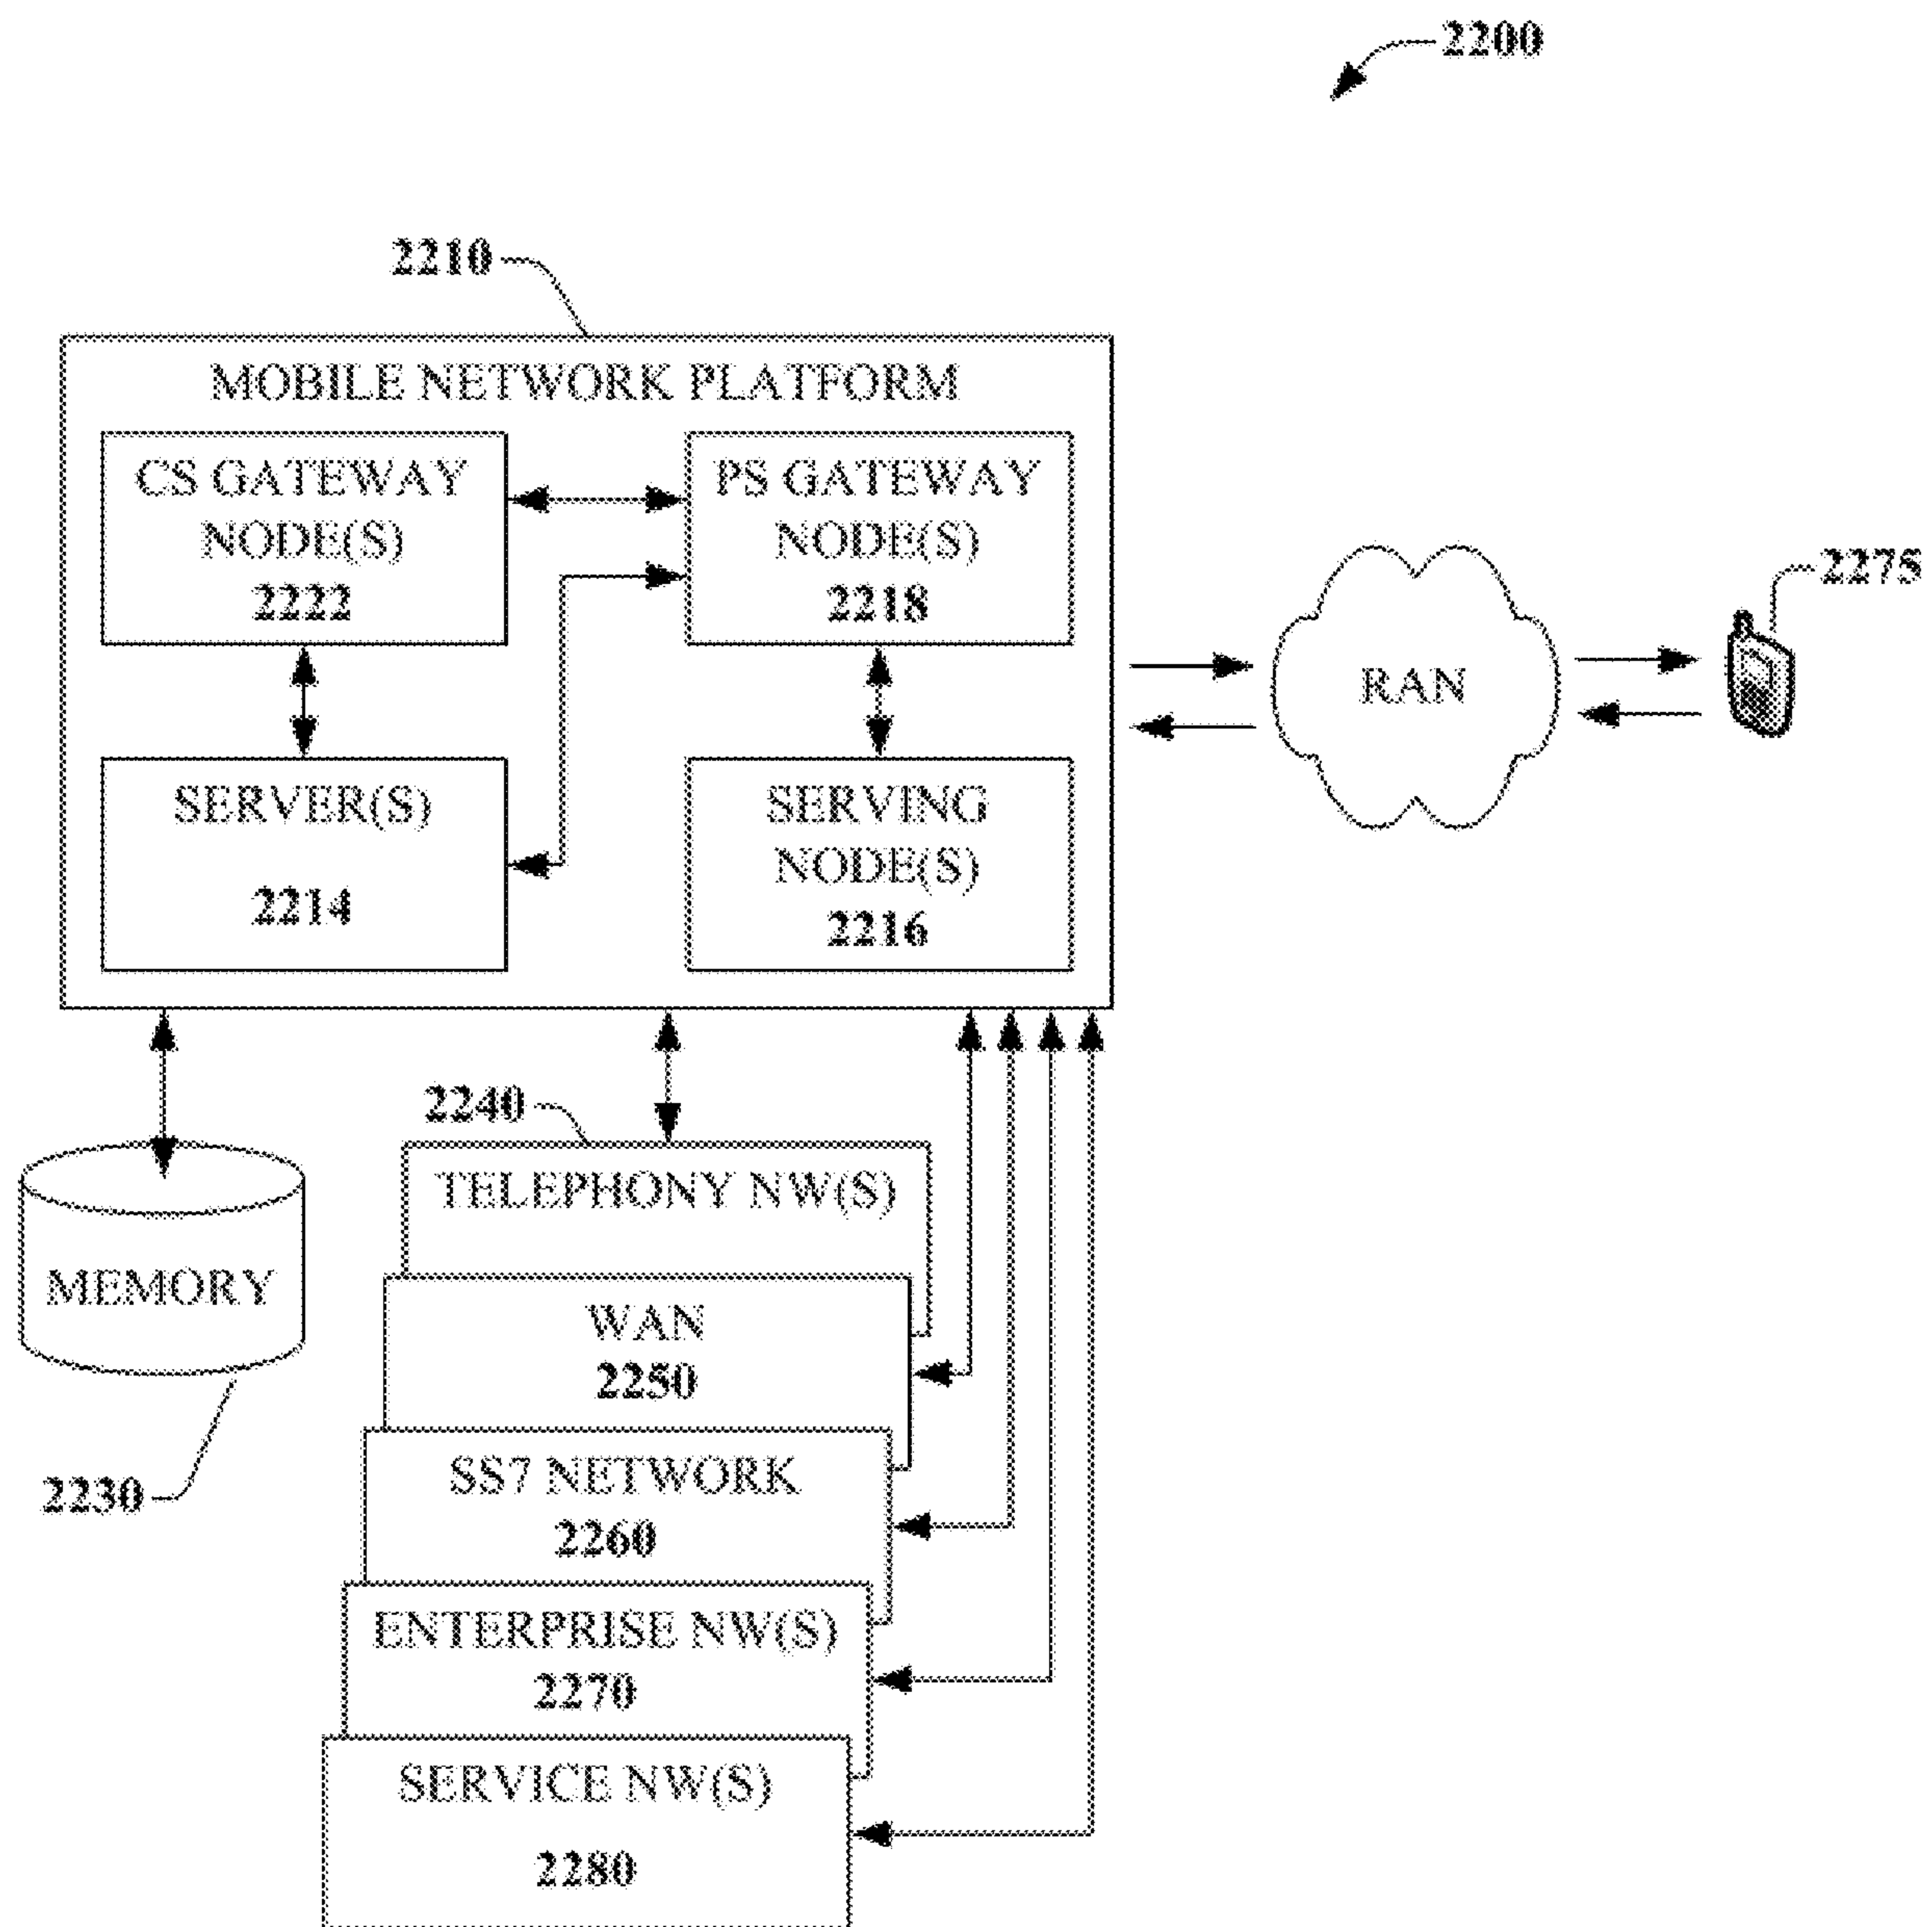 2200
2210
MOBILE NETWORK PLATFORM
CS GATEWAY
NODE(S)
2222
PS GATEWAY
NODE(S)
2218
SERVER(S)
2214
SERVING
NODE(S)
2216
RAN
2275
2240
TELEPHONY NW(S)
MEMORY
2230
WAN
2250
SS7 NETWORK
2260
ENTERPRISE NW(S)
2270
SERVICE NW(S)
2280